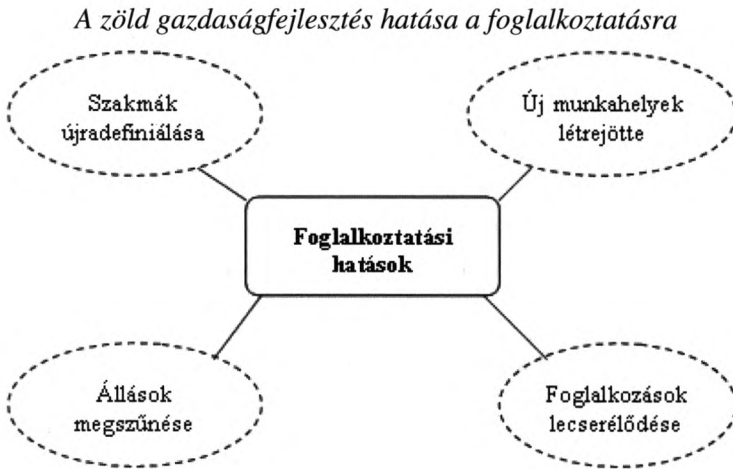 A zöld gazdaságfejlesztés hatása a foglalkoztatásra
Szakmák
újradefiniálása
Új munkahelyek
létrejötte
Foglalkoztatási
hatások
Állások
megszűnése
Foglalkozások
lecserélődése